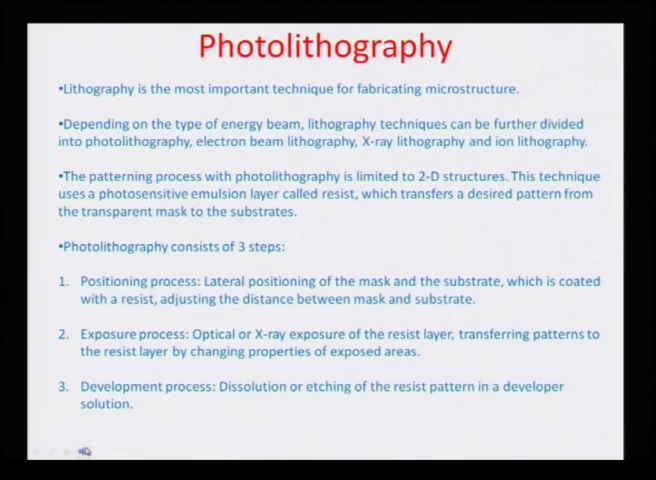 Photolithography
•Lithography is the most important technique for fabricating microstructure.
•Depending on the type of energy beam, lithography techniques can be further divided
into photolithography, electron beam lithography, X-ray lithography and ion lithography.
•The patterning process with photolithography is limited to 2-D structures. This technique
uses a photosensitive emulsion layer called resist, which transfers a desired pattern from
the transparent mask to the substrates.
•Photolithography consists of 3 steps:
1. Positioning process: Lateral positioning of the mask and the substrate, which is coated
with a resist, adjusting the distance between mask and substrate.
2. Exposure process: Optical or X-ray exposure of the resist layer, transferring patterns to
the resist layer by changing properties of exposed areas.
3. Development process: Dissolution or etching of the resist pattern in a developer
solution.